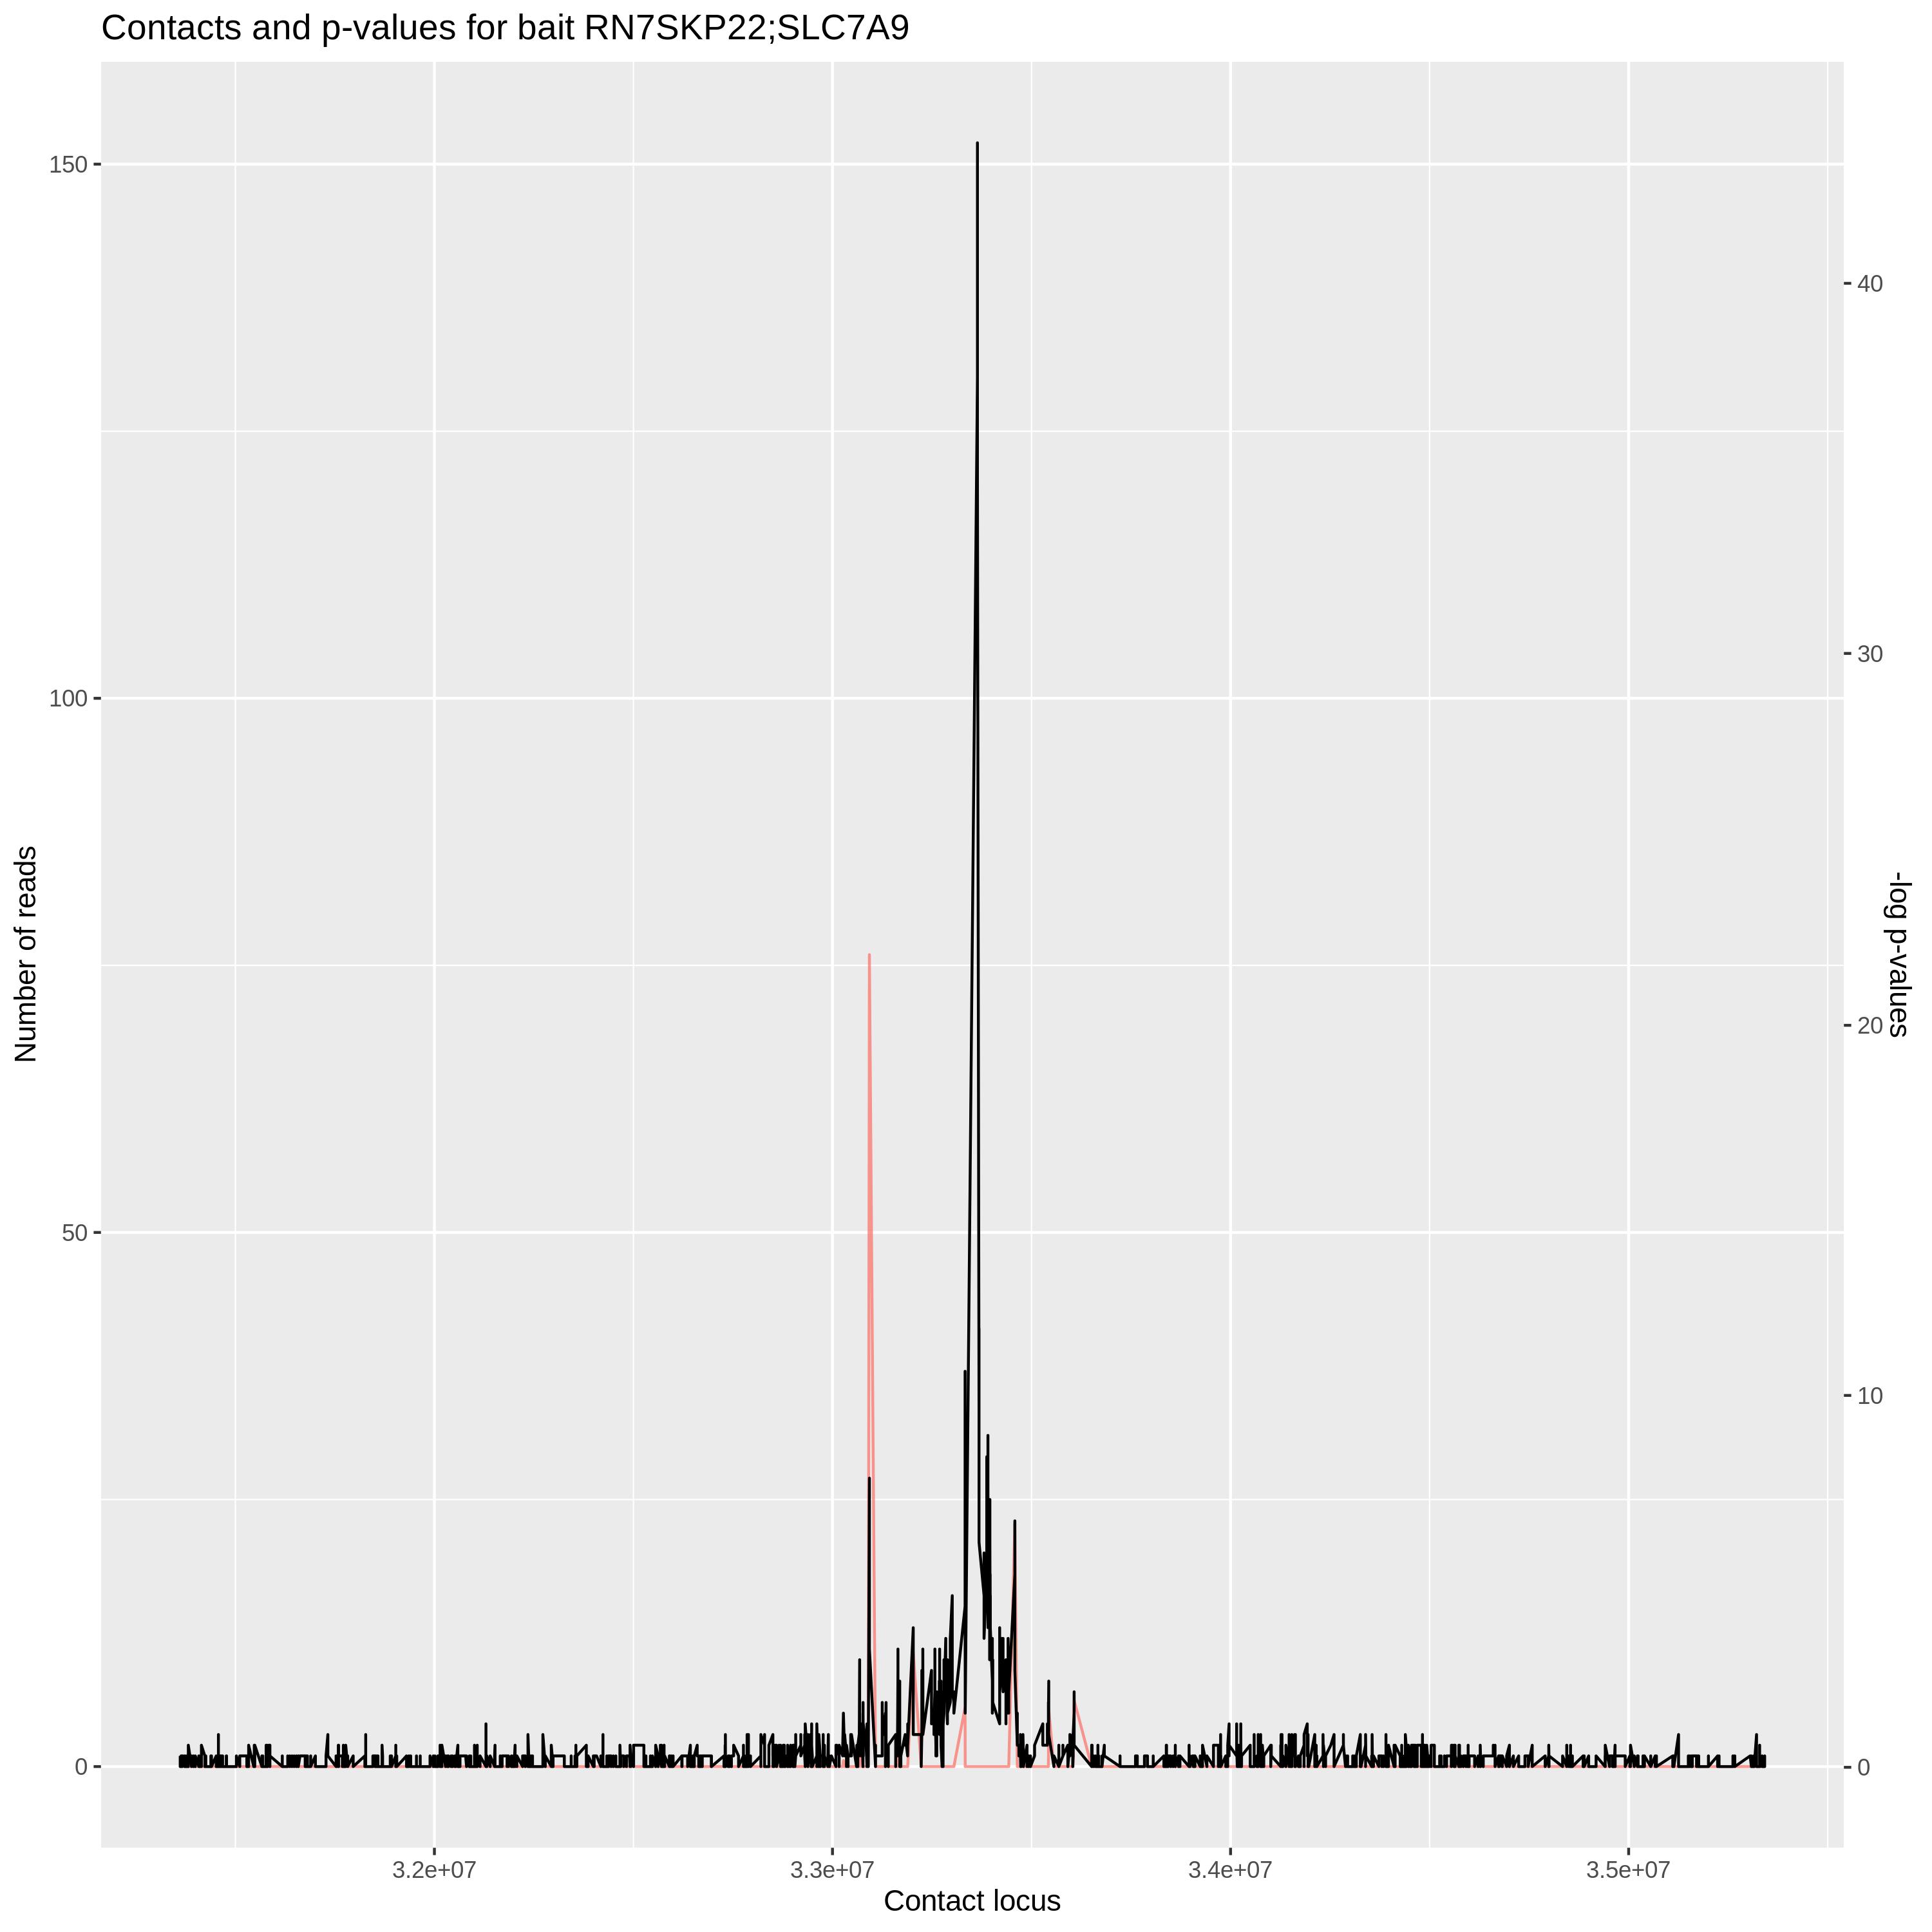 Contacts and p-values for bait RN7SKP22;SLC7A9
150
100
50
0
Number of reads
40
30
20
10
0
-log p-values
3.2e+07
3.3e+07
3.4e+07
3.5e+07
Contact locus